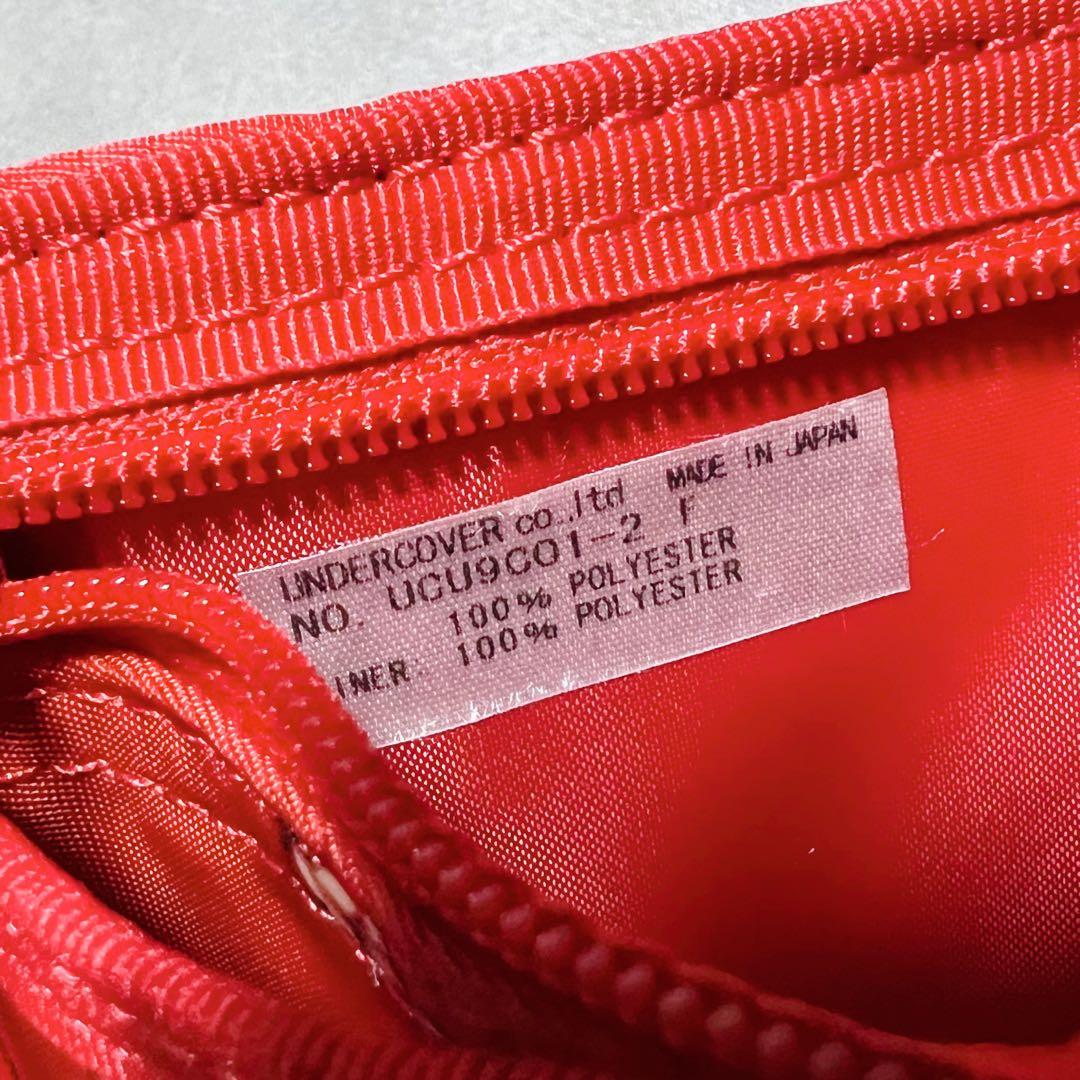 UNDERCOVER co.,ltd MADE IN JAPAN
NO. UCU9C01-2 F
100% POLYESTER
INER 100% POLYESTER